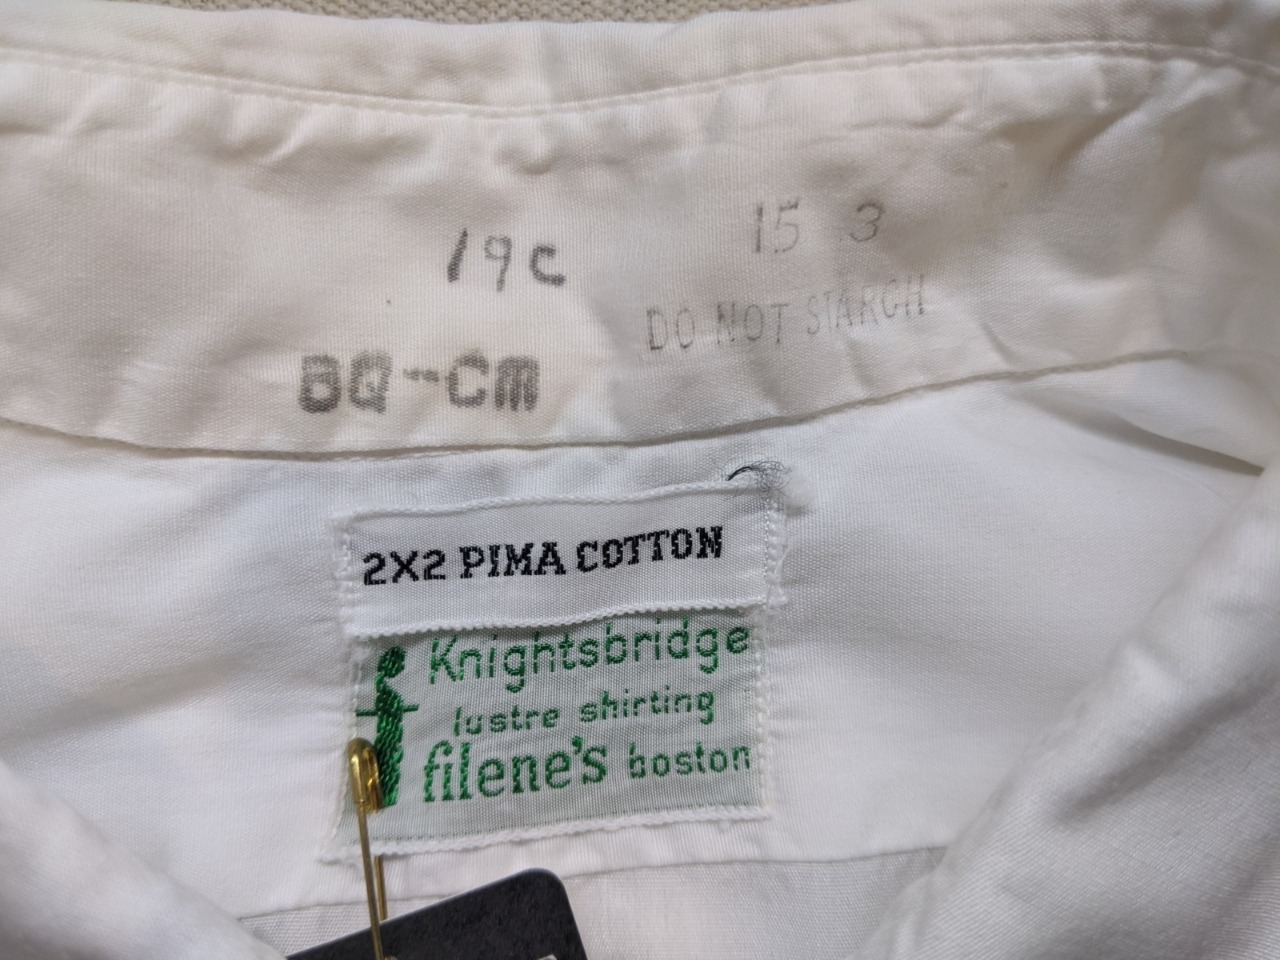 19C
15 3
DO NOT STARCH
BQ-CM
2X2 PIMA COTTON
Knightsbridge
lustre shirting
filene's boston